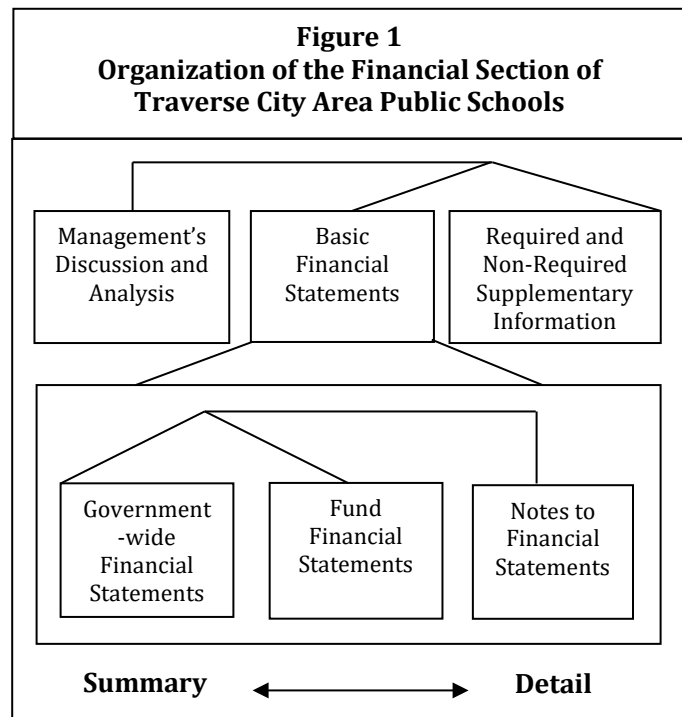 Figure 1
Organization of the Financial Section of
Traverse City Area Public Schools
Management’s
Discussion and
Analysis
Basic
Financial
Statements
Required and
Non-Required
Supplementary
Information
Government
-wide
Financial
Statements
Fund
Financial
Statements
Notes to
Financial
Statements
Summary
Detail